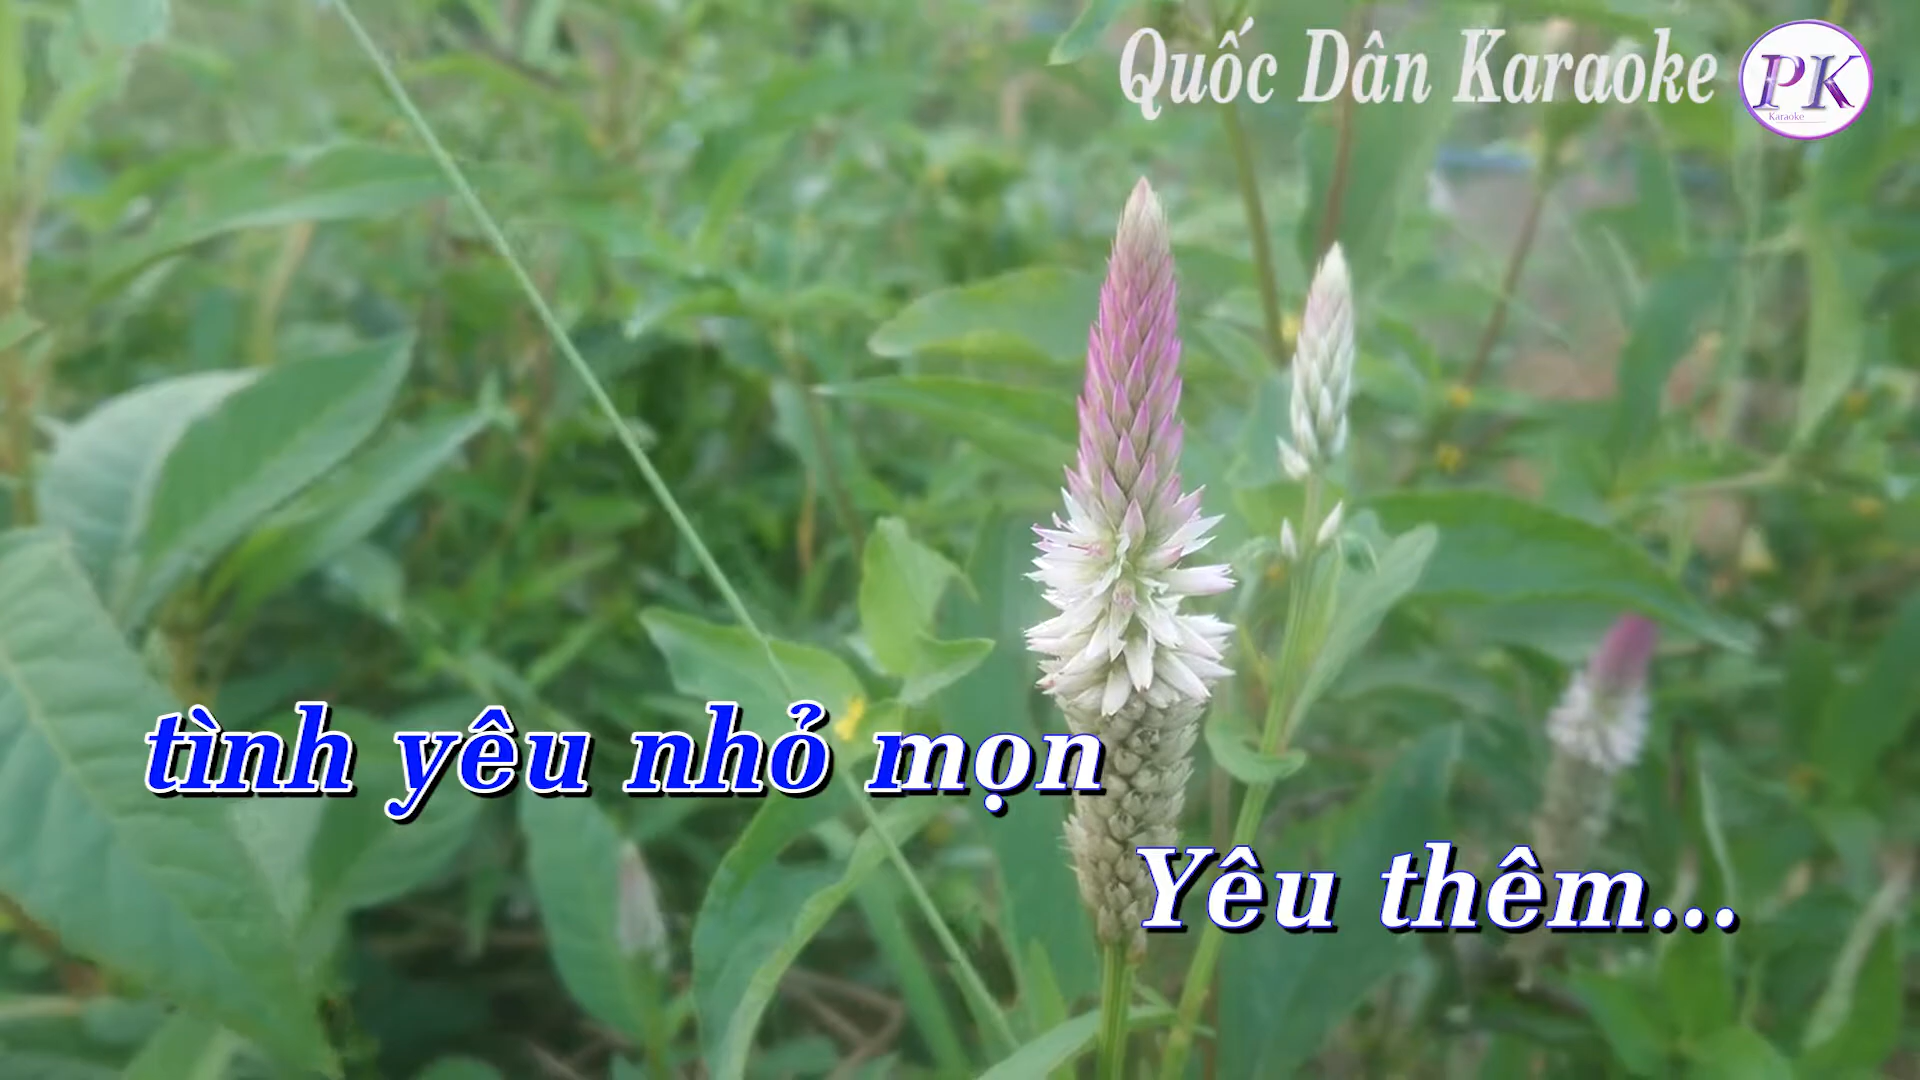 Quốc Dân Karaoke
PK
Karaoke
tình yêu nhỏ mọn
Yêu thêm...